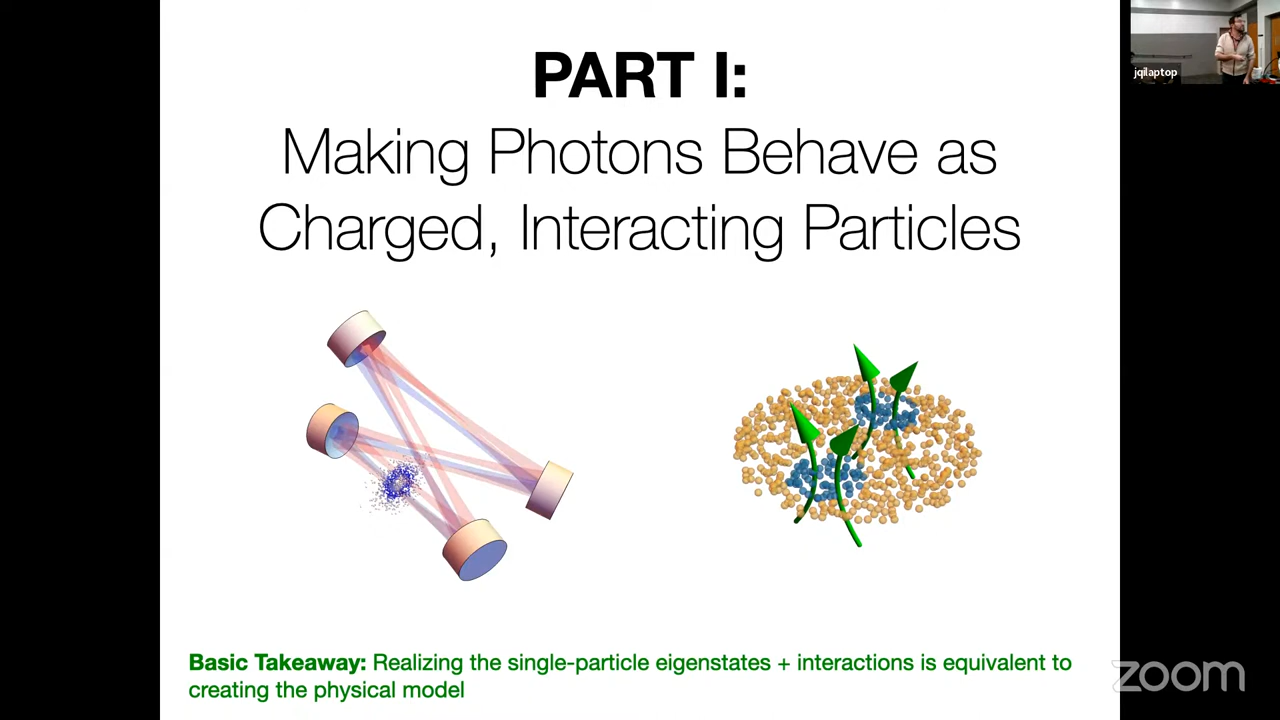 PART I:
Making Photons Behave as
Charged, Interacting Particles
Basic Takeaway: Realizing the single-particle eigenstates + interactions is equivalent to
creating the physical model
jqilaptop
zoom